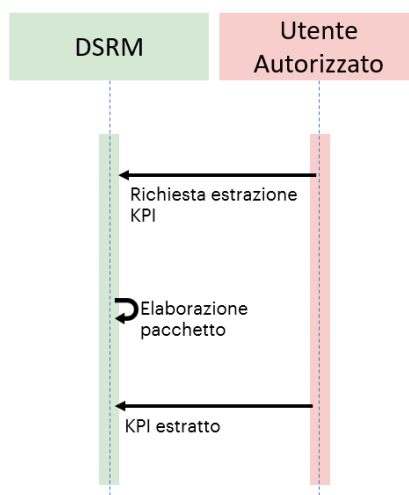 DSRM
Utente
Autorizzato
Richiesta estrazione
KPI
Elaborazione
pacchetto
KPI estratto